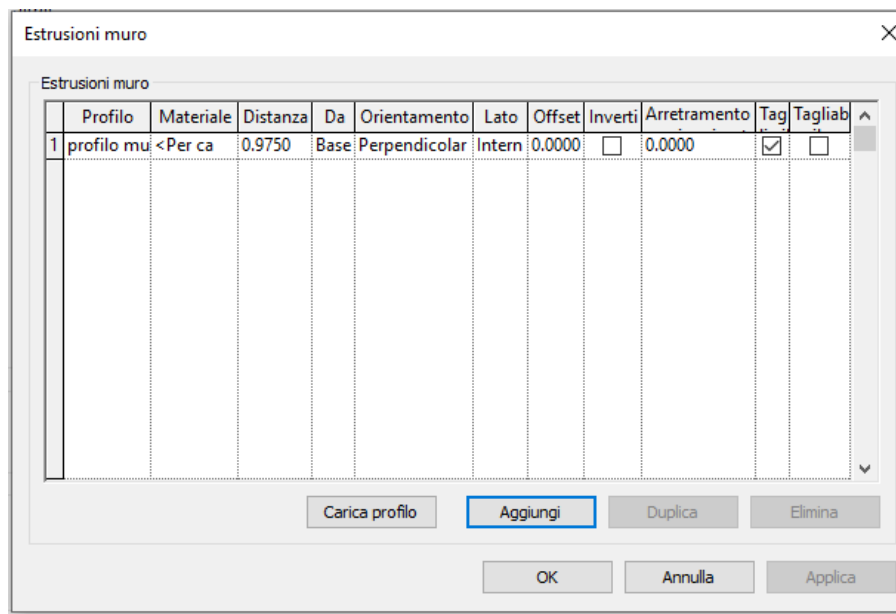 Estrusioni muro
Estrusioni muro
Profilo Materiale Distanza Da Orientamento Lato Offset Inverti Arretramento Tag Tagliab
1 profilo mu <Per ca 0.9750 Base Perpendicolar Intern 0.0000 0.0000
Carica profilo Aggiungi Duplica Elimina
OK Annulla Applica